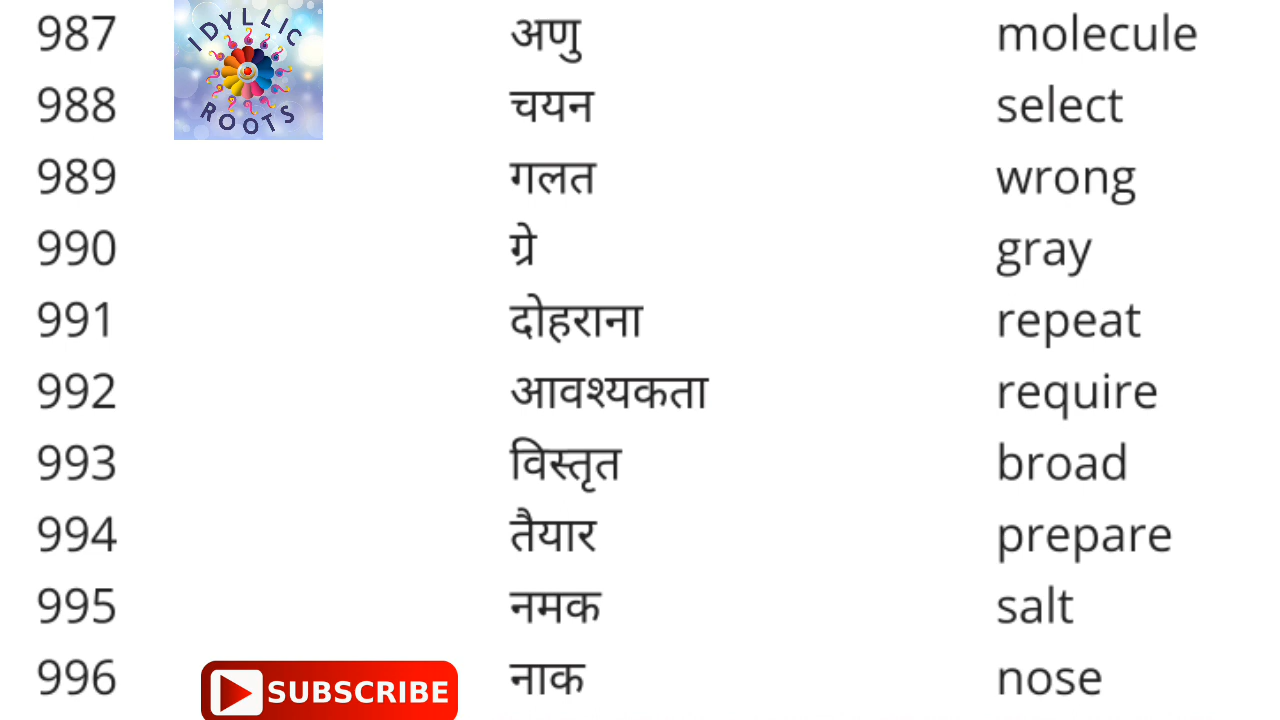 987 अणु molecule
IDYLLIC
ROOTS
988 चयन select
989 गलत wrong
990 ग्रे gray
991 दोहराना repeat
992 आवश्यकता require
993 विस्तृत broad
994 तैयार prepare
995 नमक salt
996 नाक nose
SUBSCRIBE